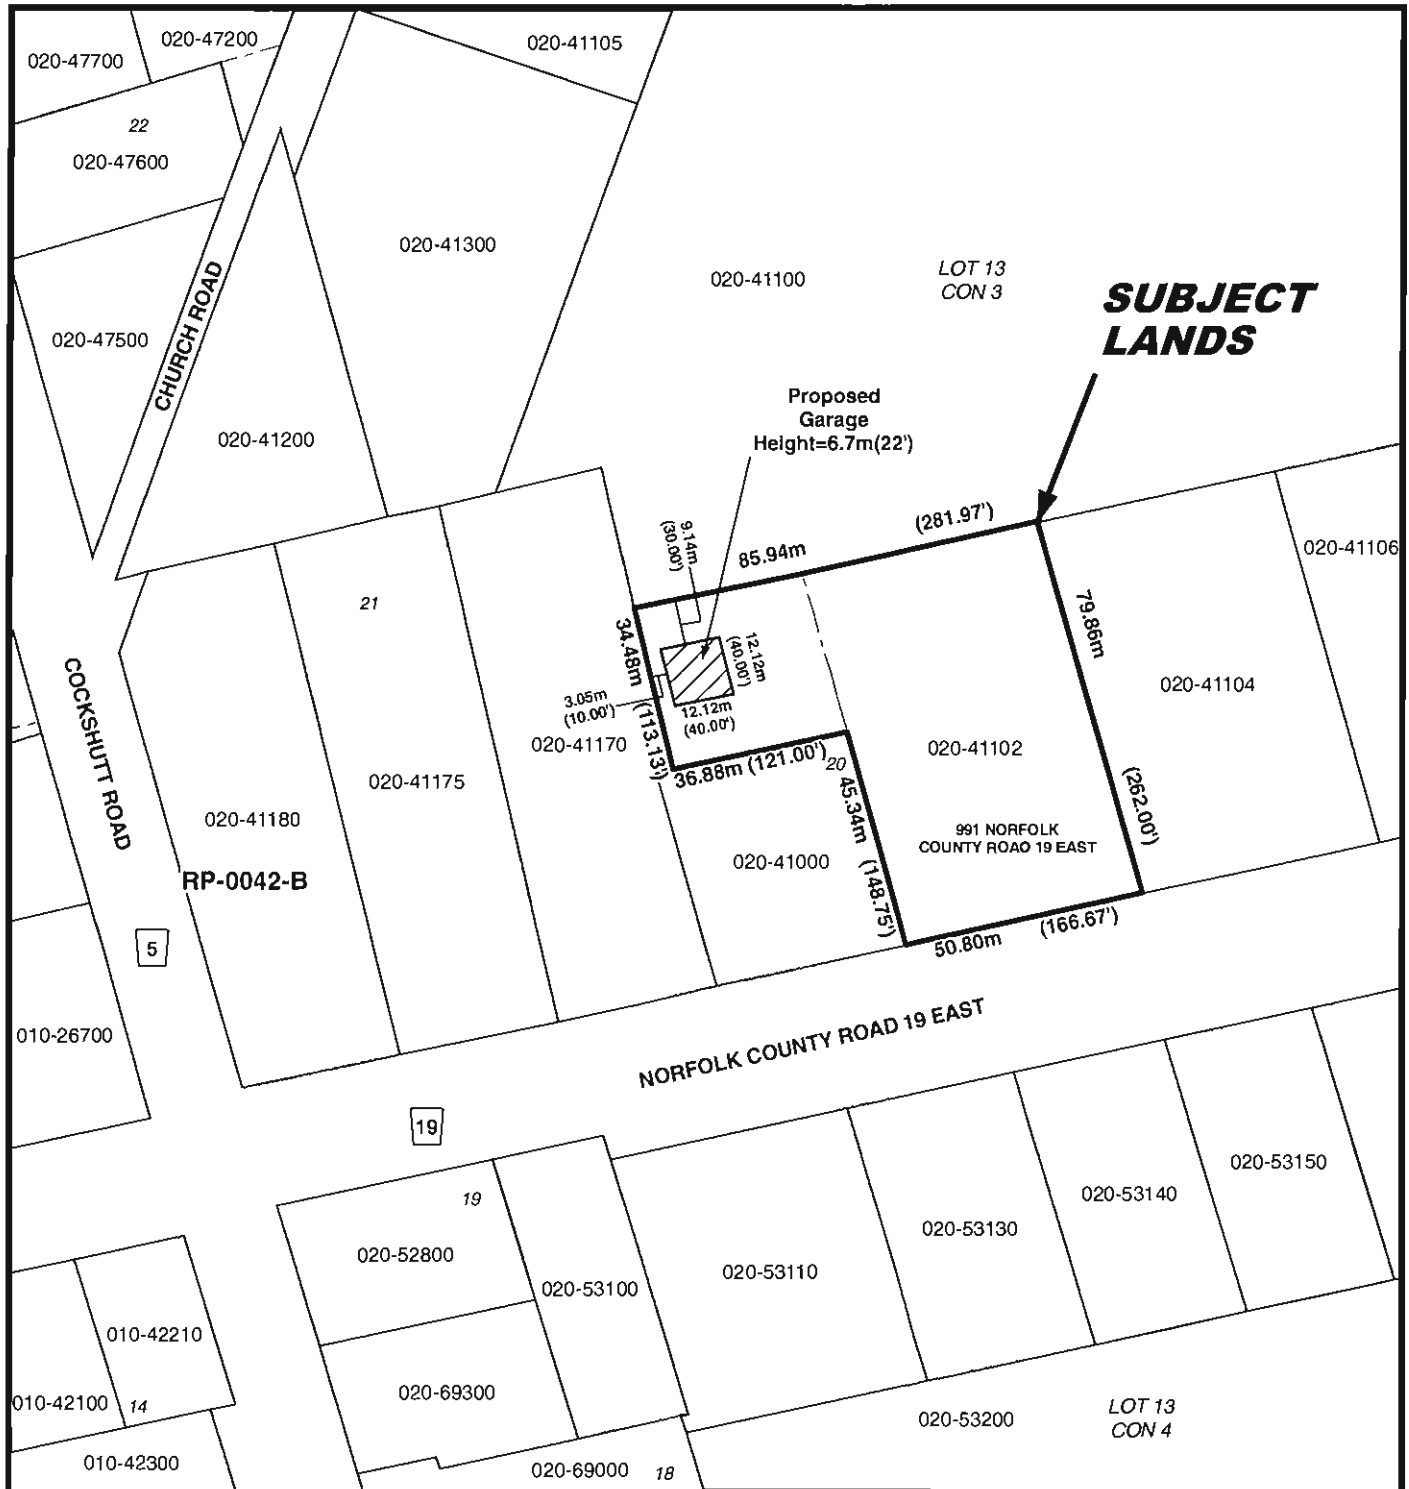 020-47200
020-41105
020-47700
22
020-47600
020-41300
LOT 13
CON 3
020-41100
SUBJECT
LANDS
020-47500
CHURCH ROAD
Proposed
Garage
Height=6.7m(22')
020-41200
(281.97')
9.14m
(30.00')
85.94m
020-41106
21
79.86m
34.48m
12.12m
(40.00')
COCKSHUTT ROAD
020-41104
3.05m
(10.00')
12.12m
(40.00')
(113.13')
020-41170
020-41102
36.88m (121.00')
20
020-41175
45.34m
(262.00')
020-41180
991 NORFOLK
COUNTY ROAO 19 EAST
020-41000
RP-0042-B
(148.75')
50.80m
(166.67')
5
NORFOLK COUNTY ROAD 19 EAST
010-26700
19
020-53150
19
020-53140
020-53130
020-52800
020-53110
020-53100
010-42210
020-69300
010-42100
14
020-53200
LOT 13
CON 4
010-42300
020-69000
18